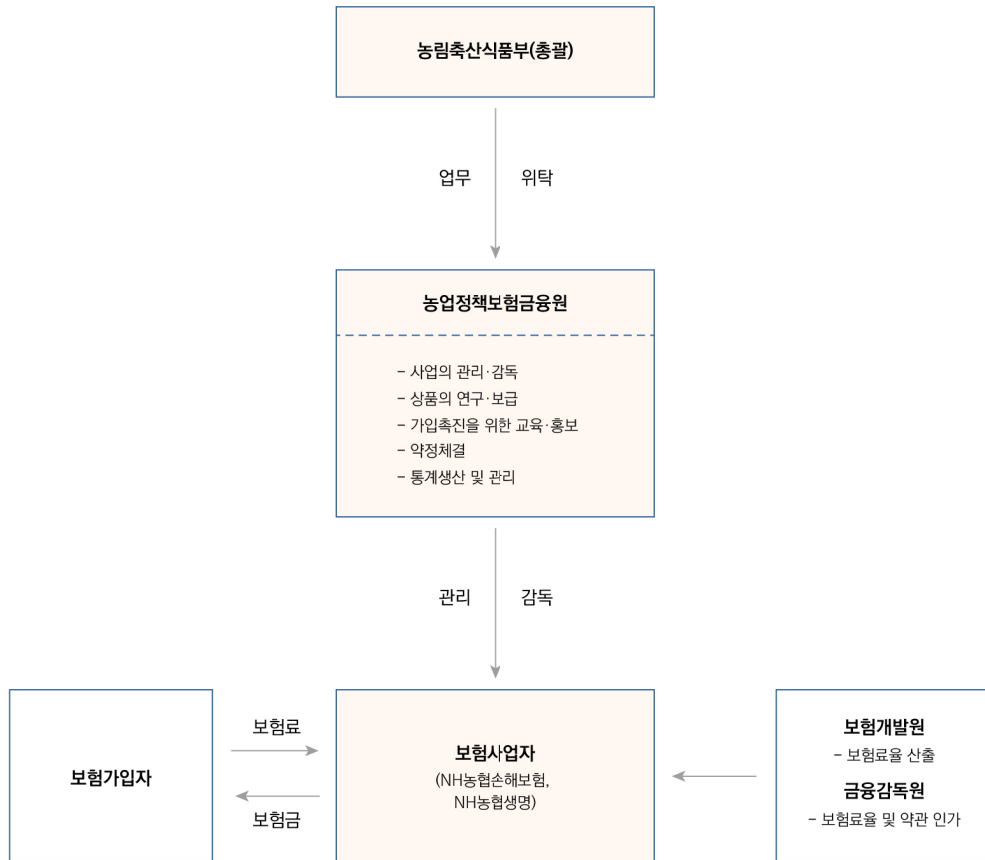 농림축산식품부(총괄)
업무 위탁
농업정책보험금융원
- 사업의 관리·감독
- 상품의 연구·보급
- 가입촉진을 위한 교육·홍보
- 약정체결
- 통계생산 및 관리
관리 감독
보험가입자
보험료
보험금
보험사업자
(NH농협손해보험,
NH농협생명)
보험개발원
- 보험료율 산출
금융감독원
- 보험료율 및 약관 인가